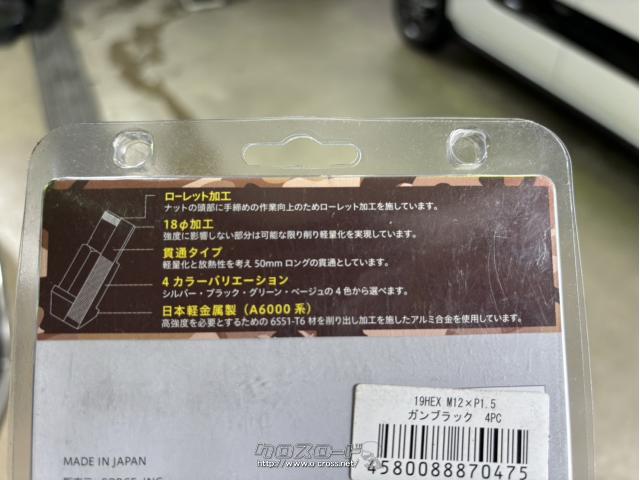 ローレット加工
ナットの頭部に手締めの作業向上のためローレット加工を施しています。
18φ加工
強度に影響しない部分は可能な限り削り軽量化を実現しています。
貫通タイプ
軽量化と放熱性を考え50mmロングの貫通としています。
4カラーバリエーション
シルバー・ブラック・グリーン・ベージュの4色から選べます。
日本軽金属製（A6000系）
高強度を必要とするための6S51-T6材を削り出し加工を施したアルミ合金を使用しています。
19HEX M12×P1.5
ガンブラック 4PC
4580088870475
MADE IN JAPAN
クロスロード
http://www.o-cross.net/